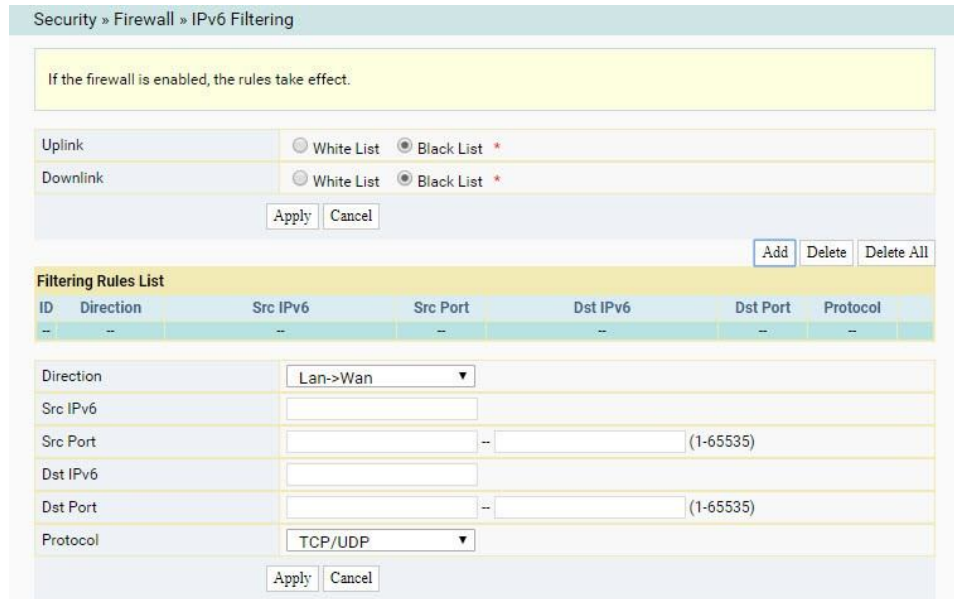 Security » Firewall » IPv6 Filtering
If the firewall is enabled, the rules take effect.
Uplink White List Black List *
Downlink White List Black List *
Apply Cancel
Add Delete Delete All
Filtering Rules List
ID Direction Src IPv6 Src Port Dst IPv6 Dst Port Protocol
-- -- -- -- -- -- --
Direction Lan->Wan
Src IPv6
Src Port -- (1-65535)
Dst IPv6
Dst Port -- (1-65535)
Protocol TCP/UDP
Apply Cancel